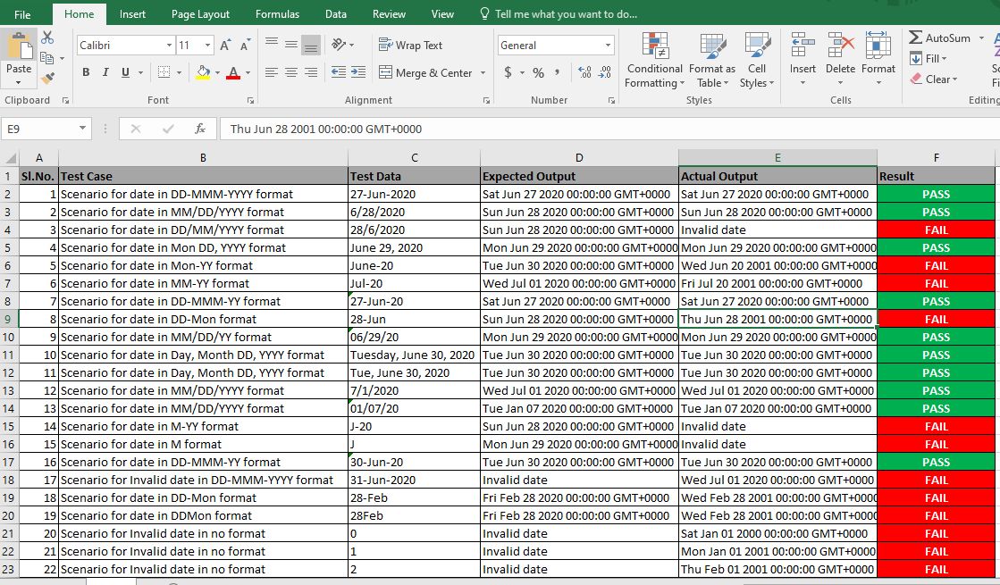 File Home Insert Page Layout Formulas Data Review View Tell me what you want to do...
Calibri 11 Wrap Text General AutoSum
Paste B I U A Merge & Center $ % , Conditional Formatting Format as Table Cell Styles Insert Delete Format Fill Clear
Clipboard Font Alignment Number Styles Cells Editing
E9 fx Thu Jun 28 2001 00:00:00 GMT+0000
A B C D E F
1 Sl.No. Test Case Test Data Expected Output Actual Output Result
2 1 Scenario for date in DD-MMM-YYYY format 27-Jun-2020 Sat Jun 27 2020 00:00:00 GMT+0000 Sat Jun 27 2020 00:00:00 GMT+0000 PASS
3 2 Scenario for date in MM/DD/YYYY format 6/28/2020 Sun Jun 28 2020 00:00:00 GMT+0000 Sun Jun 28 2020 00:00:00 GMT+0000 PASS
4 3 Scenario for date in DD/MM/YYYY format 28/6/2020 Sun Jun 28 2020 00:00:00 GMT+0000 Invalid date FAIL
5 4 Scenario for date in Mon DD, YYYY format June 29, 2020 Mon Jun 29 2020 00:00:00 GMT+0000 Mon Jun 29 2020 00:00:00 GMT+0000 PASS
6 5 Scenario for date in Mon-YY format June-20 Tue Jun 30 2020 00:00:00 GMT+0000 Wed Jun 20 2001 00:00:00 GMT+0000 FAIL
7 6 Scenario for date in MM-YY format Jul-20 Wed Jul 01 2020 00:00:00 GMT+0000 Fri Jul 20 2001 00:00:00 GMT+0000 FAIL
8 7 Scenario for date in DD-MMM-YY format 27-Jun-20 Sat Jun 27 2020 00:00:00 GMT+0000 Sat Jun 27 2020 00:00:00 GMT+0000 PASS
9 8 Scenario for date in DD-Mon format 28-Jun Sun Jun 28 2020 00:00:00 GMT+0000 Thu Jun 28 2001 00:00:00 GMT+0000 FAIL
10 9 Scenario for date in MM/DD/YY format 06/29/20 Mon Jun 29 2020 00:00:00 GMT+0000 Mon Jun 29 2020 00:00:00 GMT+0000 PASS
11 10 Scenario for date in Day, Month DD, YYYY format Tuesday, June 30, 2020 Tue Jun 30 2020 00:00:00 GMT+0000 Tue Jun 30 2020 00:00:00 GMT+0000 PASS
12 11 Scenario for date in Day, Month DD, YYYY format Tue, June 30, 2020 Tue Jun 30 2020 00:00:00 GMT+0000 Tue Jun 30 2020 00:00:00 GMT+0000 PASS
13 12 Scenario for date in MM/DD/YYYY format 7/1/2020 Wed Jul 01 2020 00:00:00 GMT+0000 Wed Jul 01 2020 00:00:00 GMT+0000 PASS
14 13 Scenario for date in MM/DD/YYYY format 01/07/20 Tue Jan 07 2020 00:00:00 GMT+0000 Tue Jan 07 2020 00:00:00 GMT+0000 PASS
15 14 Scenario for date in M-YY format J-20 Sun Jun 28 2020 00:00:00 GMT+0000 Invalid date FAIL
16 15 Scenario for date in M format J Mon Jun 29 2020 00:00:00 GMT+0000 Invalid date FAIL
17 16 Scenario for date in DD-MMM-YY format 30-Jun-20 Tue Jun 30 2020 00:00:00 GMT+0000 Tue Jun 30 2020 00:00:00 GMT+0000 PASS
18 17 Scenario for Invalid date in DD-MMM-YYYY format 31-Jun-2020 Invalid date Wed Jul 01 2020 00:00:00 GMT+0000 FAIL
19 18 Scenario for date in DD-Mon format 28-Feb Fri Feb 28 2020 00:00:00 GMT+0000 Wed Feb 28 2001 00:00:00 GMT+0000 FAIL
20 19 Scenario for date in DDMon format 28Feb Fri Feb 28 2020 00:00:00 GMT+0000 Wed Feb 28 2001 00:00:00 GMT+0000 FAIL
21 20 Scenario for Invalid date in no format 0 Invalid date Sat Jan 01 2000 00:00:00 GMT+0000 FAIL
22 21 Scenario for Invalid date in no format 1 Invalid date Mon Jan 01 2001 00:00:00 GMT+0000 FAIL
23 22 Scenario for Invalid date in no format 2 Invalid date Thu Feb 01 2001 00:00:00 GMT+0000 FAIL